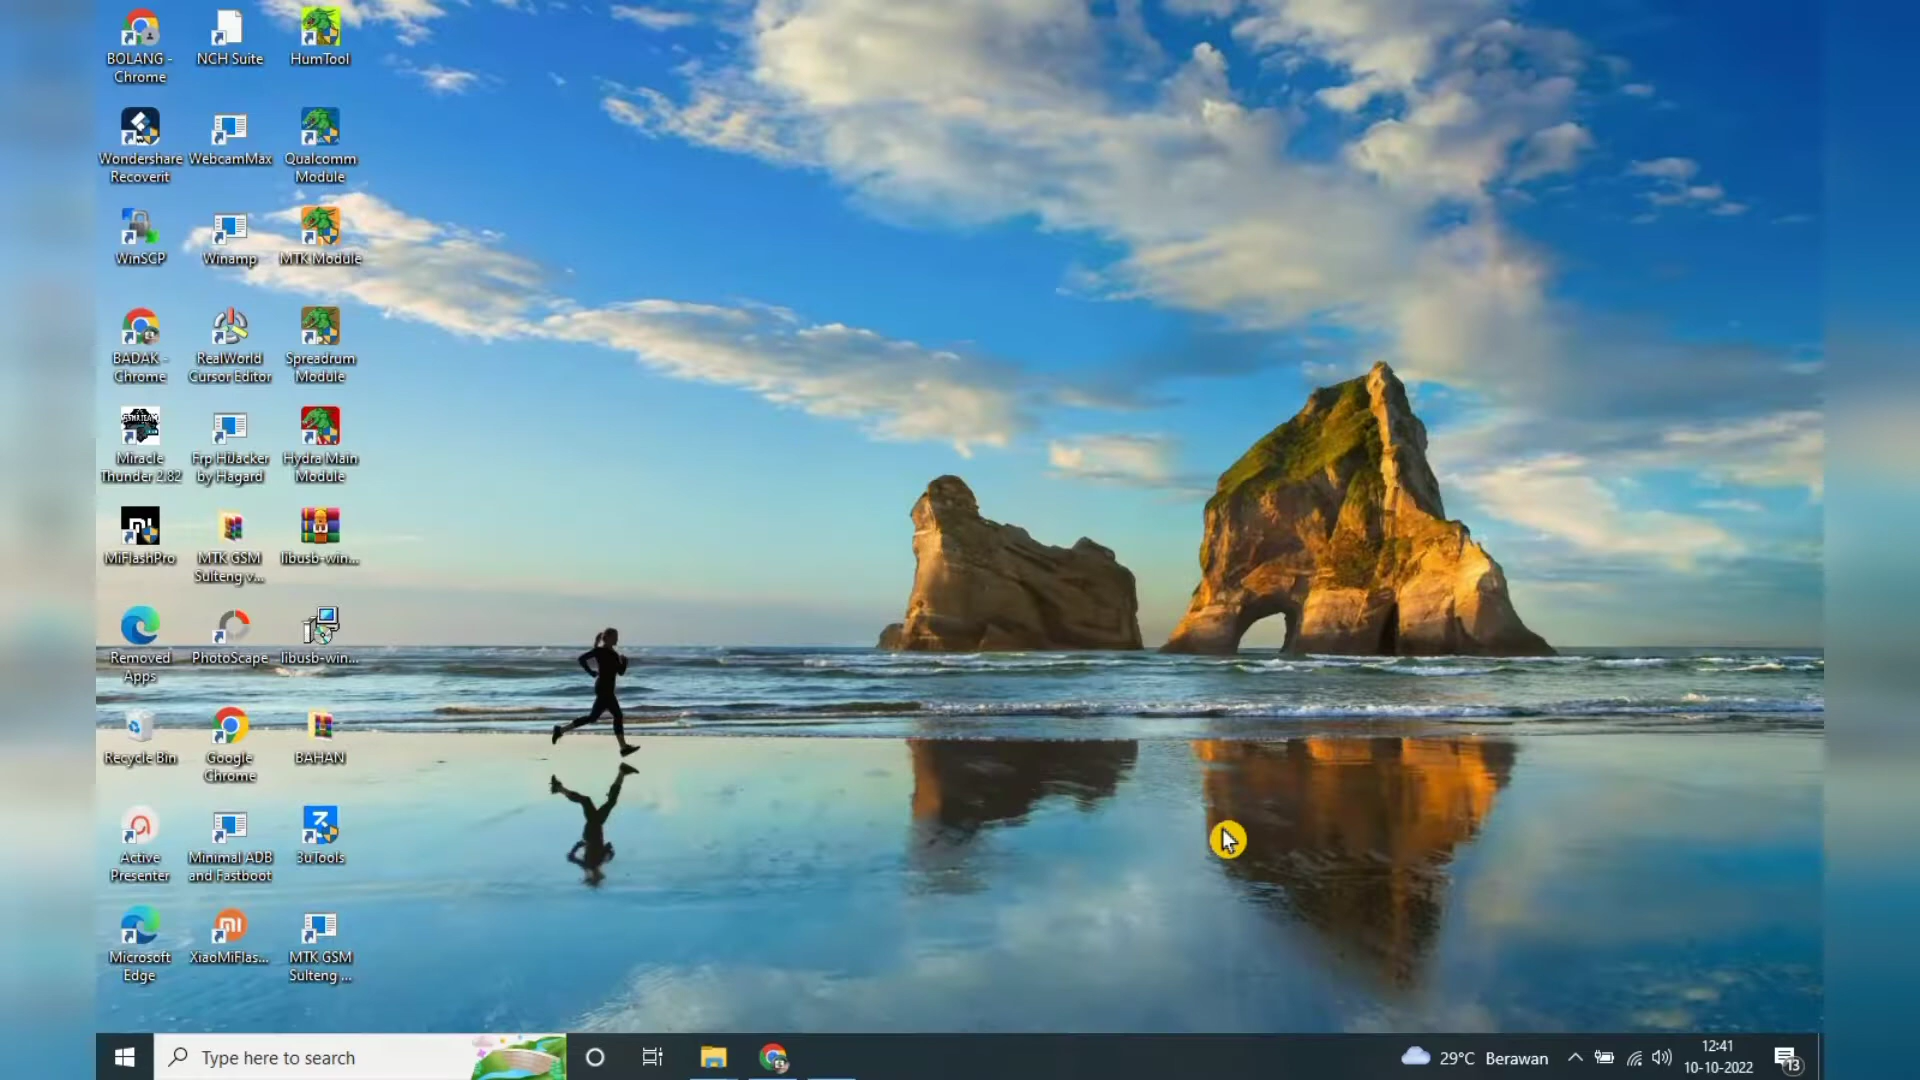 BOLANG -
Chrome
NCH Suite
HumTool
Wondershare
Recoverit
WebcamMax
Qualcomm
Module
WinSCP
Winamp
MTK Module
BADAK -
Chrome
RealWorld
Cursor Editor
Spreadrum
Module
Miracle
Thunder 2.82
Frp HiJacker
by Hagard
Hydra Main
Module
MiFlashPro
MTK GSM
Sulteng v...
libusb-win...
Removed
Apps
PhotoScape
libusb-win...
Recycle Bin
Google
Chrome
BAHAN
Active
Presenter
Minimal ADB
and Fastboot
3uTools
Microsoft
Edge
XiaoMiFlas...
MTK GSM
Sulteng ...
Type here to search
29°C Berawan
12:41
10-10-2022
13